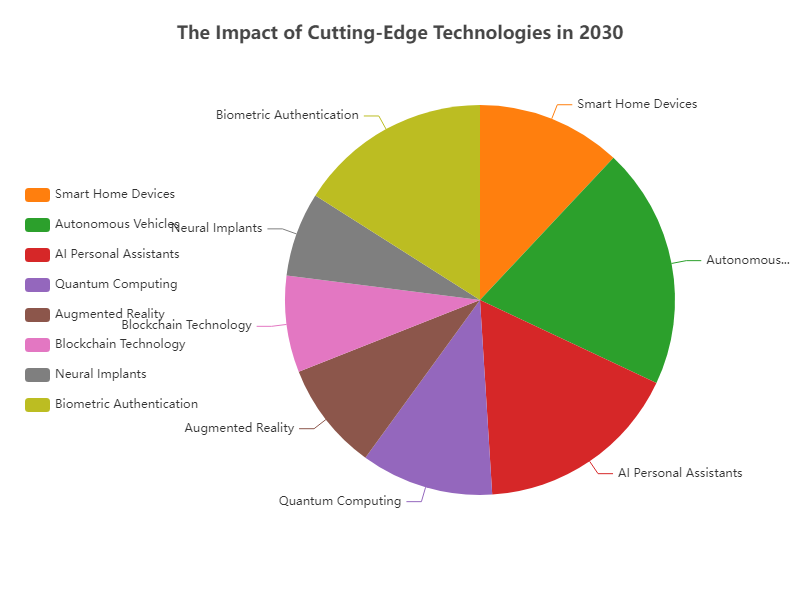 The Impact of Cutting-Edge Technologies in 2030
Smart Home Devices
Autonomous Vehicles
AI Personal Assistants
Quantum Computing
Augmented Reality
Blockchain Technology
Neural Implants
Biometric Authentication
Smart Home Devices
Autonomous...
AI Personal Assistants
Quantum Computing
Augmented Reality
Blockchain Technology
Neural Implants
Biometric Authentication